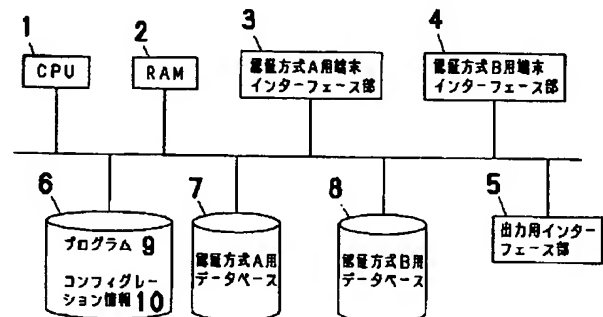 1
CPU
2
RAM
3
認証方式A用端末
インターフェース部
4
認証方式B用端末
インターフェース部
6
プログラム 9
コンフィグレー
ション情報 10
7
認証方式A用
データベース
8
認証方式B用
データベース
5
出力用インター
フェース部